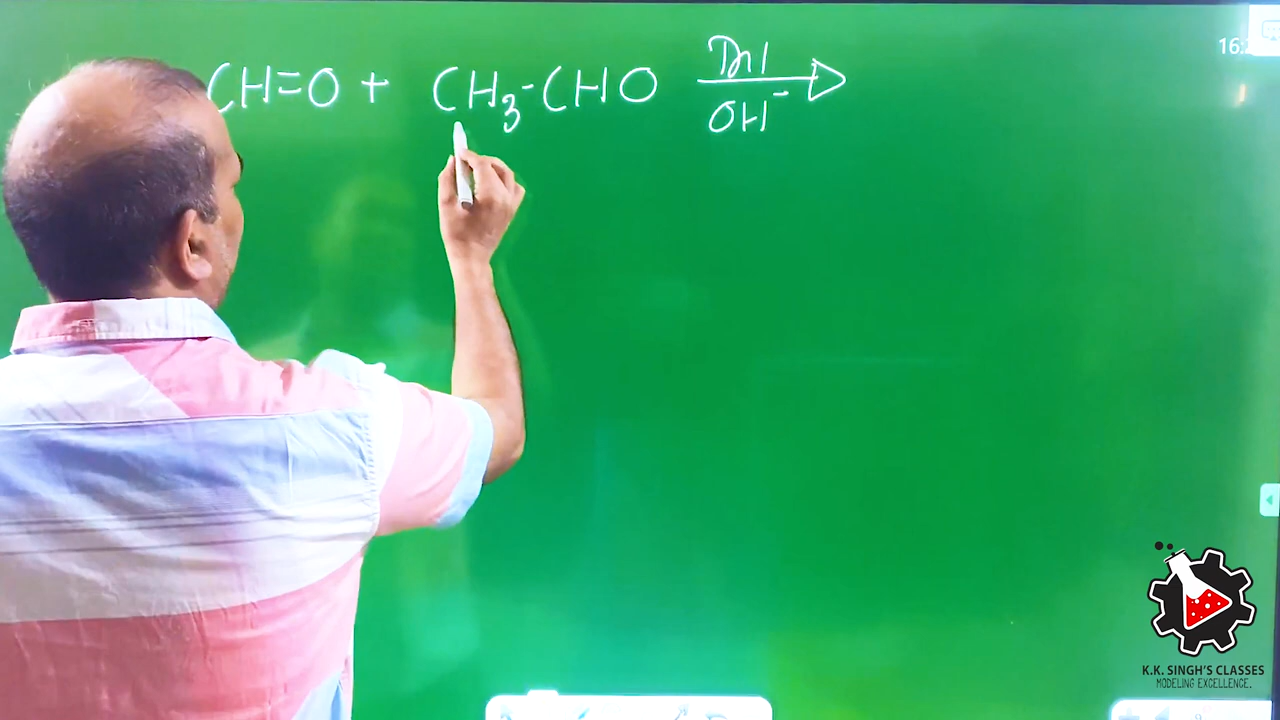 16:
CH=O + CH₃-CHO
Dil
OH⁻
K.K. SINGH'S CLASSES
MODELING EXCELLENCE.